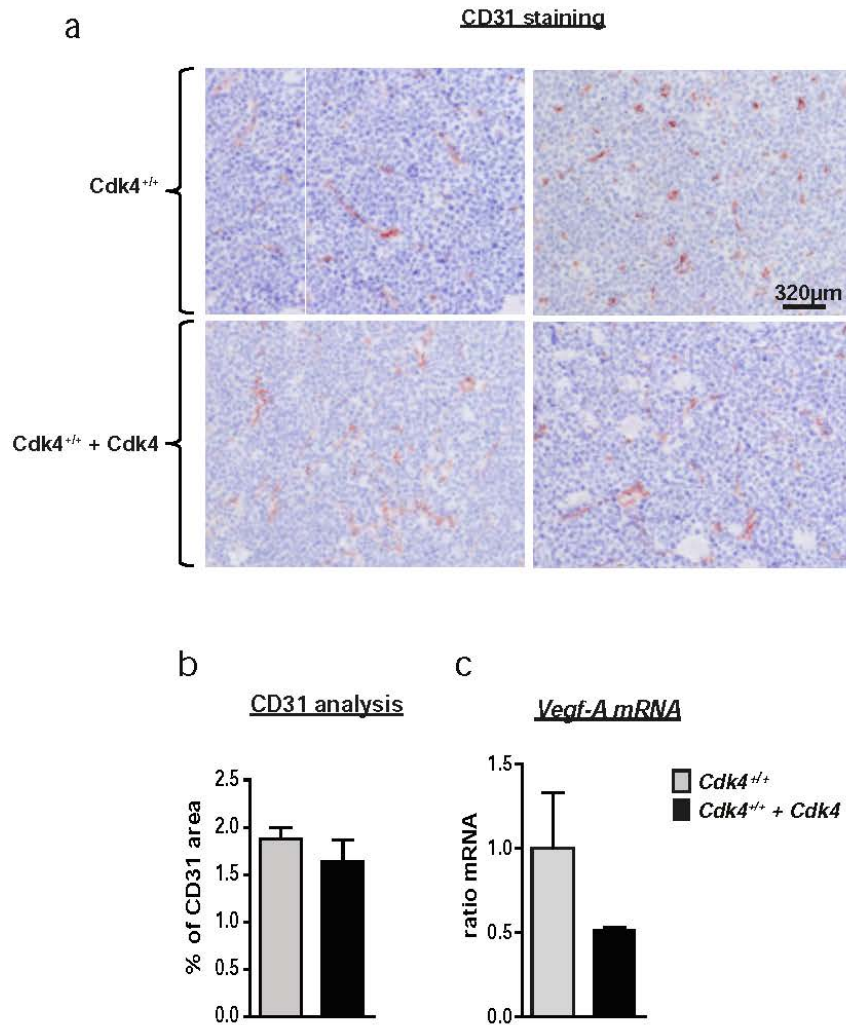 a
CD31 staining
Cdk4+/+
320µm
Cdk4+/+ + Cdk4
b
CD31 analysis
% of CD31 area
2.5
2.0
1.5
1.0
0.5
0.0
c
Vegf-A mRNA
ratio mRNA
1.5
1.0
0.5
0.0
Cdk4+/+
Cdk4+/+ + Cdk4